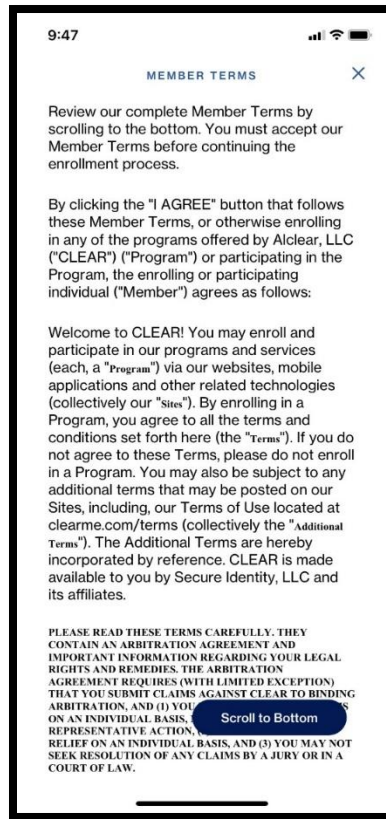 9:47
MEMBER TERMS
Review our complete Member Terms by
scrolling to the bottom. You must accept our
Member Terms before continuing the
enrollment process.
By clicking the "I AGREE" button that follows
these Member Terms, or otherwise enrolling
in any of the programs offered by Alclear, LLC
("CLEAR") ("Program") or participating in the
Program, the enrolling or participating
individual ("Member") agrees as follows:
Welcome to CLEAR! You may enroll and
participate in our programs and services
(each, a "Program") via our websites, mobile
applications and other related technologies
(collectively our "Sites"). By enrolling in a
Program, you agree to all the terms and
conditions set forth here (the "Terms"). If you do
not agree to these Terms, please do not enroll
in a Program. You may also be subject to any
additional terms that may be posted on our
Sites, including, our Terms of Use located at
clearme.com/terms (collectively the "Additional
Terms"). The Additional Terms are hereby
incorporated by reference. CLEAR is made
available to you by Secure Identity, LLC and
its affiliates.
PLEASE READ THESE TERMS CAREFULLY. THEY
CONTAIN AN ARBITRATION AGREEMENT AND
IMPORTANT INFORMATION REGARDING YOUR LEGAL
RIGHTS AND REMEDIES. THE ARBITRATION
AGREEMENT REQUIRES (WITH LIMITED EXCEPTION)
THAT YOU SUBMIT CLAIMS AGAINST CLEAR TO BINDING
ARBITRATION, AND (1) YOU
ON AN INDIVIDUAL BASIS,
Scroll to Bottom
REPRESENTATIVE ACTION,
RELIEF ON AN INDIVIDUAL BASIS, AND (3) YOU MAY NOT
SEEK RESOLUTION OF ANY CLAIMS BY A JURY OR IN A
COURT OF LAW.